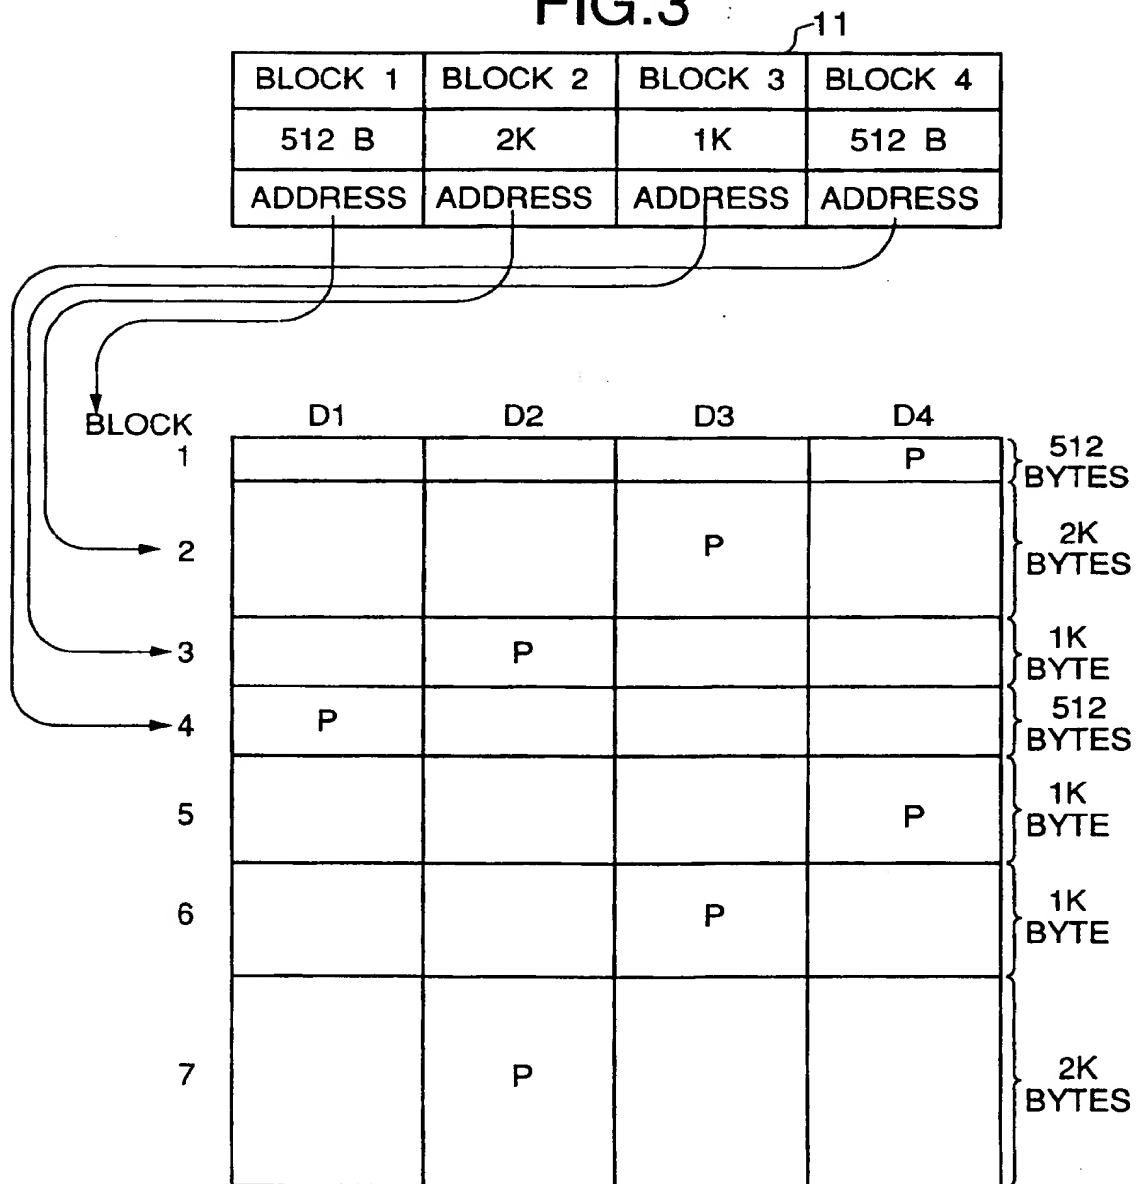 FIG.3
11
BLOCK 1 BLOCK 2 BLOCK 3 BLOCK 4
512 B 2K 1K 512 B
ADDRESS ADDRESS ADDRESS ADDRESS
BLOCK D1 D2 D3 D4
1 P 512 BYTES
2 P 2K BYTES
3 P 1K BYTE
4 P 512 BYTES
5 P 1K BYTE
6 P 1K BYTE
7 P 2K BYTES